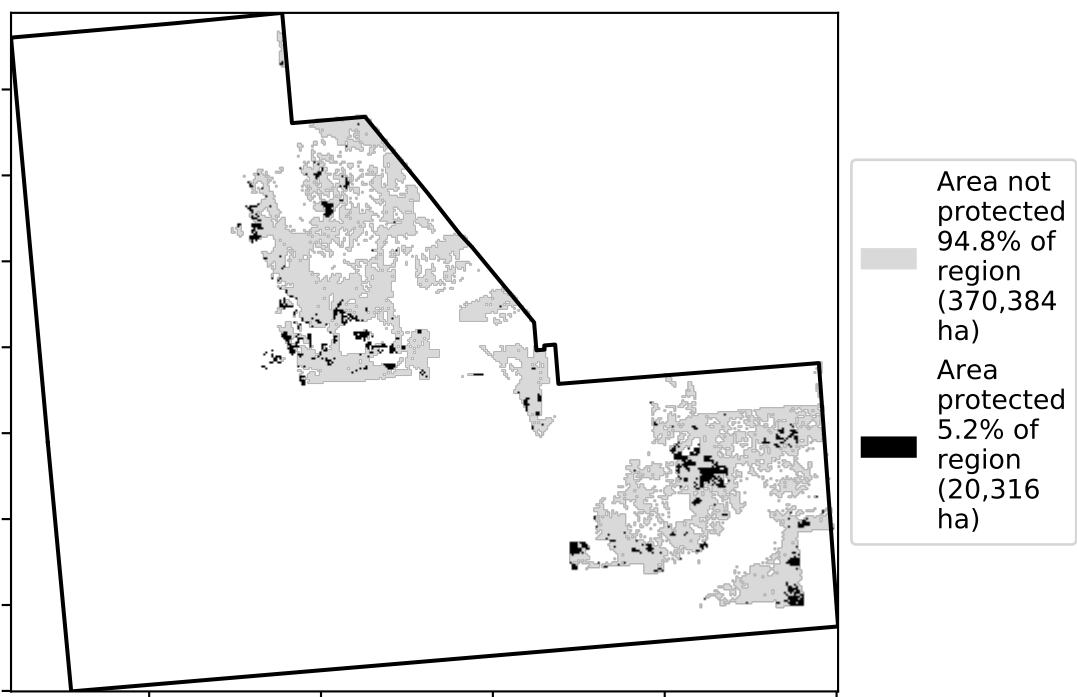 Area not
protected
94.8% of
region
(370,384
ha)
Area
protected
5.2% of
region
(20,316
ha)